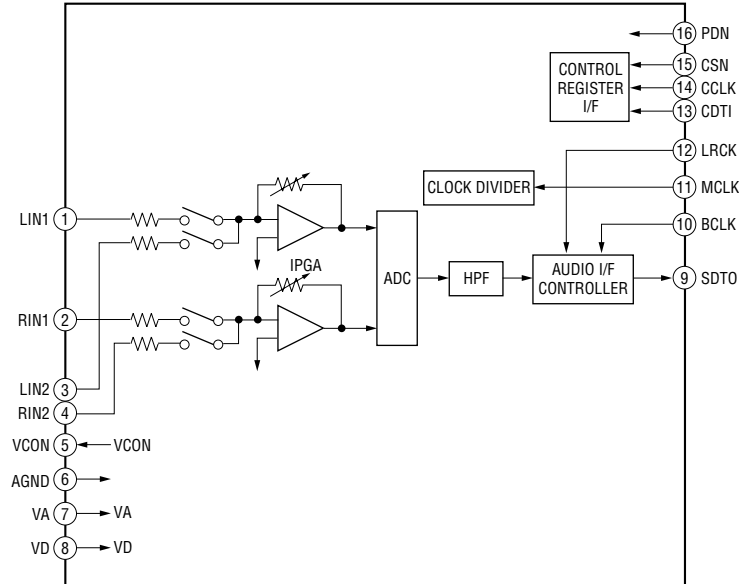 16 PDN
15 CSN
CONTROL
REGISTER
I/F
14 CCLK
13 CDTI
12 LRCK
CLOCK DIVIDER
11 MCLK
10 BCLK
LIN1 1
IPGA
ADC
HPF
AUDIO I/F
CONTROLLER
9 SDTO
RIN1 2
LIN2 3
RIN2 4
VCON 5 VCON
AGND 6
VA 7 VA
VD 8 VD